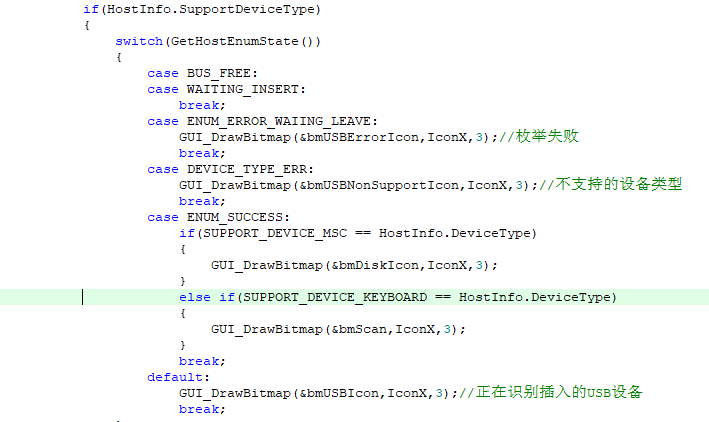 if(HostInfo.SupportDeviceType)
{
switch(GetHostEnumState())
{
case BUS_FREE:
case WAITING_INSERT:
break;
case ENUM_ERROR_WAIING_LEAVE:
GUI_DrawBitmap(&bmUSBErrorIcon,IconX,3);//枚举失败
break;
case DEVICE_TYPE_ERR:
GUI_DrawBitmap(&bmUSBNonSupportIcon,IconX,3);//不支持的设备类型
break;
case ENUM_SUCCESS:
if(SUPPORT_DEVICE_MSC == HostInfo.DeviceType)
{
GUI_DrawBitmap(&bmDiskIcon,IconX,3);
}
else if(SUPPORT_DEVICE_KEYBOARD == HostInfo.DeviceType)
{
GUI_DrawBitmap(&bmScan,IconX,3);
}
break;
default:
GUI_DrawBitmap(&bmUSBIcon,IconX,3);//正在识别插入的USB设备
break;